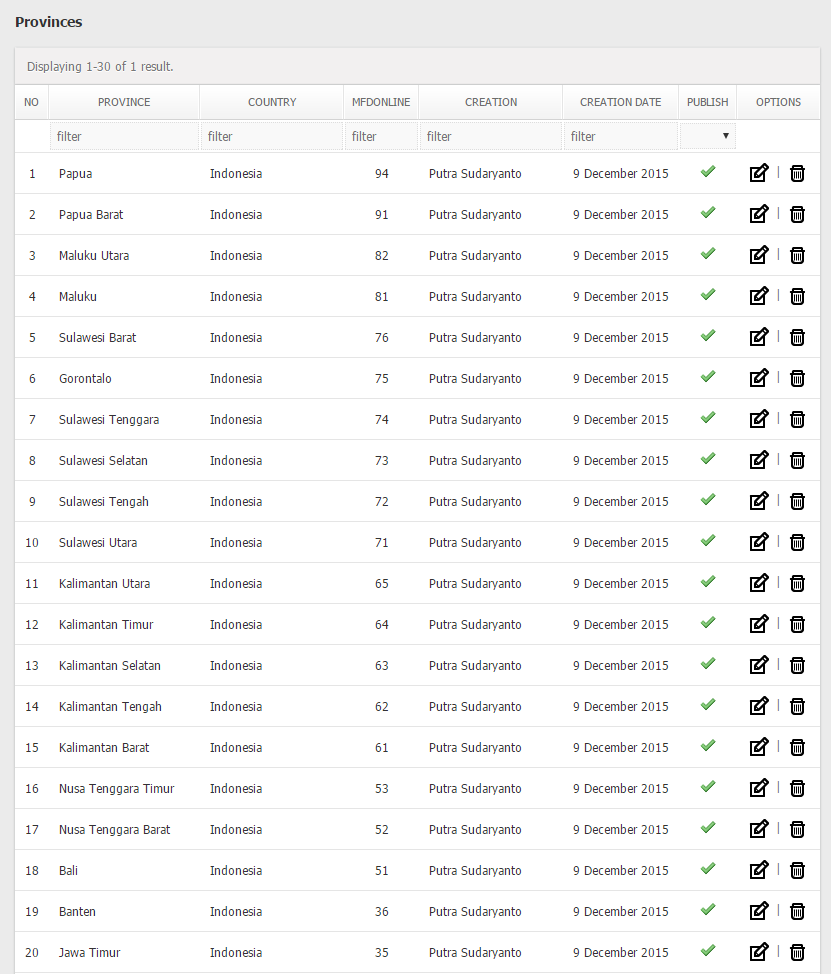 Provinces
Displaying 1-30 of 1 result.
NO PROVINCE COUNTRY MFDONLINE CREATION CREATION DATE PUBLISH OPTIONS
filter filter filter filter filter
1 Papua Indonesia 94 Putra Sudaryanto 9 December 2015 |
2 Papua Barat Indonesia 91 Putra Sudaryanto 9 December 2015 |
3 Maluku Utara Indonesia 82 Putra Sudaryanto 9 December 2015 |
4 Maluku Indonesia 81 Putra Sudaryanto 9 December 2015 |
5 Sulawesi Barat Indonesia 76 Putra Sudaryanto 9 December 2015 |
6 Gorontalo Indonesia 75 Putra Sudaryanto 9 December 2015 |
7 Sulawesi Tenggara Indonesia 74 Putra Sudaryanto 9 December 2015 |
8 Sulawesi Selatan Indonesia 73 Putra Sudaryanto 9 December 2015 |
9 Sulawesi Tengah Indonesia 72 Putra Sudaryanto 9 December 2015 |
10 Sulawesi Utara Indonesia 71 Putra Sudaryanto 9 December 2015 |
11 Kalimantan Utara Indonesia 65 Putra Sudaryanto 9 December 2015 |
12 Kalimantan Timur Indonesia 64 Putra Sudaryanto 9 December 2015 |
13 Kalimantan Selatan Indonesia 63 Putra Sudaryanto 9 December 2015 |
14 Kalimantan Tengah Indonesia 62 Putra Sudaryanto 9 December 2015 |
15 Kalimantan Barat Indonesia 61 Putra Sudaryanto 9 December 2015 |
16 Nusa Tenggara Timur Indonesia 53 Putra Sudaryanto 9 December 2015 |
17 Nusa Tenggara Barat Indonesia 52 Putra Sudaryanto 9 December 2015 |
18 Bali Indonesia 51 Putra Sudaryanto 9 December 2015 |
19 Banten Indonesia 36 Putra Sudaryanto 9 December 2015 |
20 Jawa Timur Indonesia 35 Putra Sudaryanto 9 December 2015 |